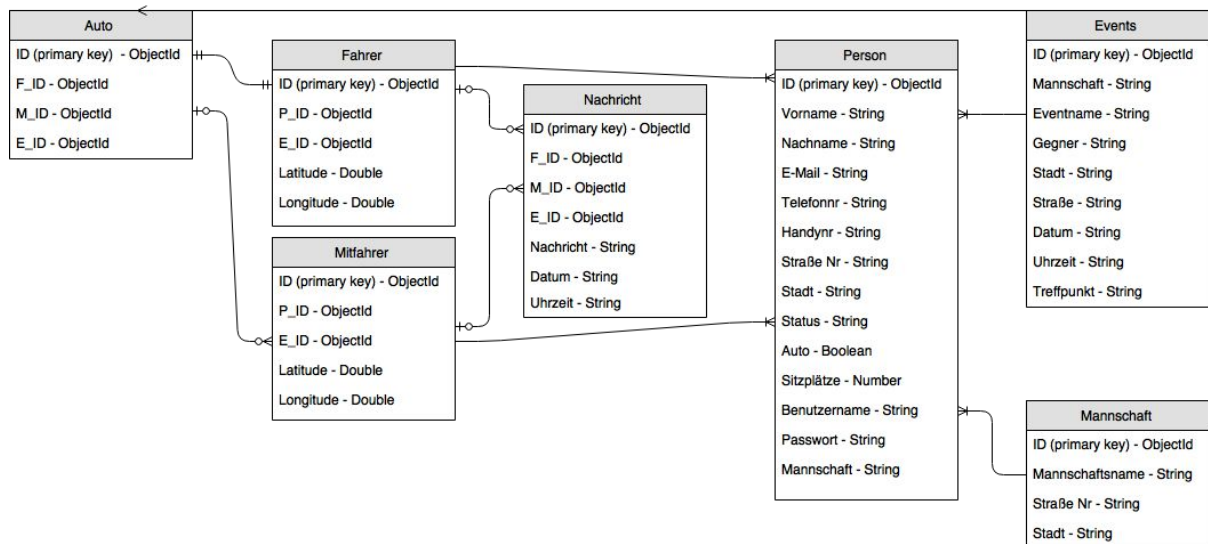 Auto
ID (primary key) - ObjectId
F_ID - ObjectId
M_ID - ObjectId
E_ID - ObjectId
Fahrer
ID (primary key) - ObjectId
P_ID - ObjectId
E_ID - ObjectId
Latitude - Double
Longitude - Double
Mitfahrer
ID (primary key) - ObjectId
P_ID - ObjectId
E_ID - ObjectId
Latitude - Double
Longitude - Double
Nachricht
ID (primary key) - ObjectId
F_ID - ObjectId
M_ID - ObjectId
E_ID - ObjectId
Nachricht - String
Datum - String
Uhrzeit - String
Person
ID (primary key) - ObjectId
Vorname - String
Nachname - String
E-Mail - String
Telefonnr - String
Handynr - String
Straße Nr - String
Stadt - String
Status - String
Auto - Boolean
Sitzplätze - Number
Benutzername - String
Passwort - String
Mannschaft - String
Events
ID (primary key) - ObjectId
Mannschaft - String
Eventname - String
Gegner - String
Stadt - String
Straße - String
Datum - String
Uhrzeit - String
Treffpunkt - String
Mannschaft
ID (primary key) - ObjectId
Mannschaftsname - String
Straße Nr - String
Stadt - String